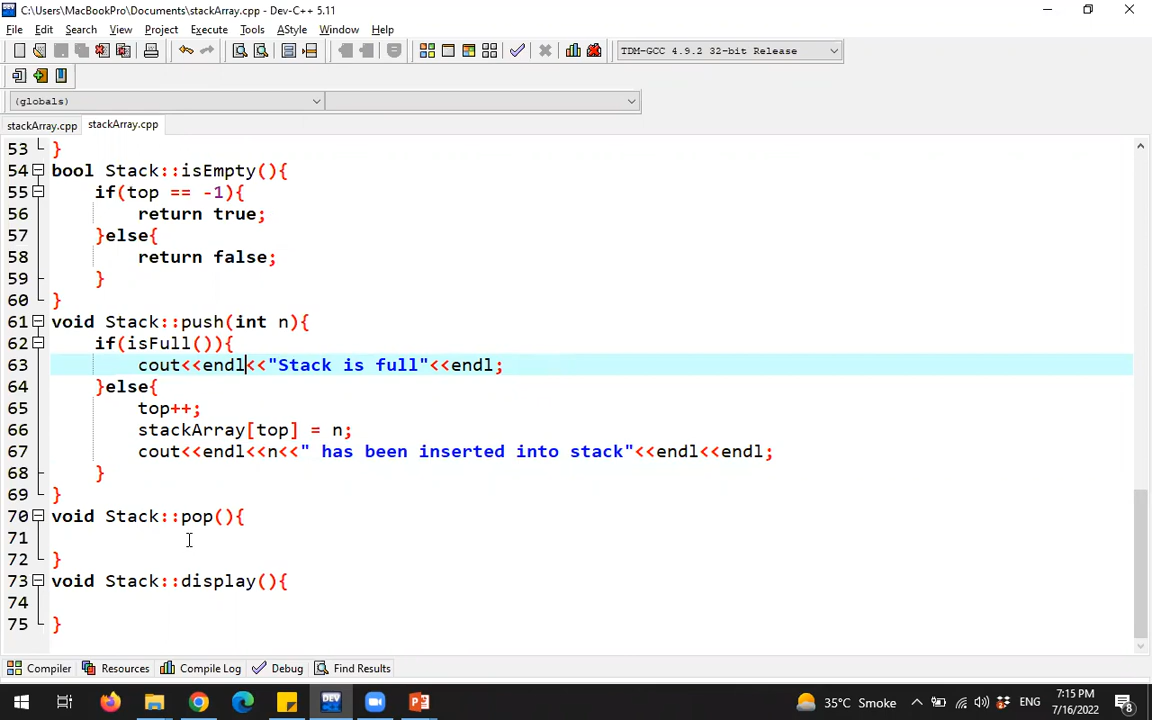 C:\Users\MacBookPro\Documents\stackArray.cpp - Dev-C++ 5.11
File Edit Search View Project Execute Tools AStyle Window Help
TDM-GCC 4.9.2 32-bit Release
(globals)
stackArray.cpp stackArray.cpp
53 }
54 bool Stack::isEmpty(){
55 if(top == -1){
56 return true;
57 }else{
58 return false;
59 }
60 }
61 void Stack::push(int n){
62 if(isFull()){
63 cout<<endl<<"Stack is full"<<endl;
64 }else{
65 top++;
66 stackArray[top] = n;
67 cout<<endl<<n<<" has been inserted into stack"<<endl<<endl;
68 }
69 }
70 void Stack::pop(){
71
72 }
73 void Stack::display(){
74
75 }
Compiler Resources Compile Log Debug Find Results
DEV 35°C Smoke ENG 7:15 PM
7/16/2022 8